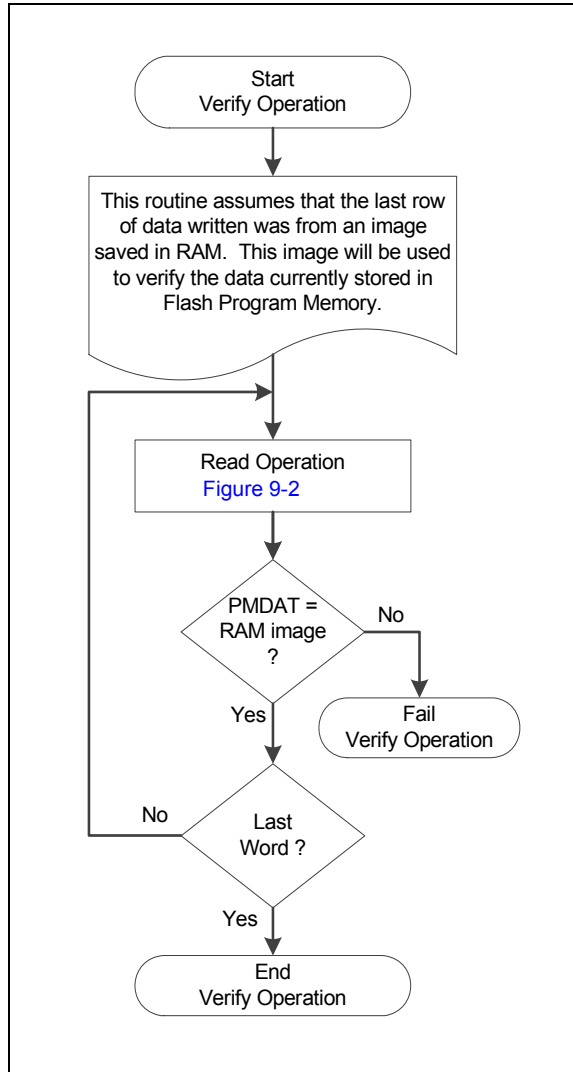 Start
Verify Operation
This routine assumes that the last row
of data written was from an image
saved in RAM.  This image will be used
to verify the data currently stored in
Flash Program Memory.
Read Operation
Figure 9-2
PMDAT =
RAM image
?
No
Yes
Fail
Verify Operation
No
Last
Word ?
Yes
End
Verify Operation